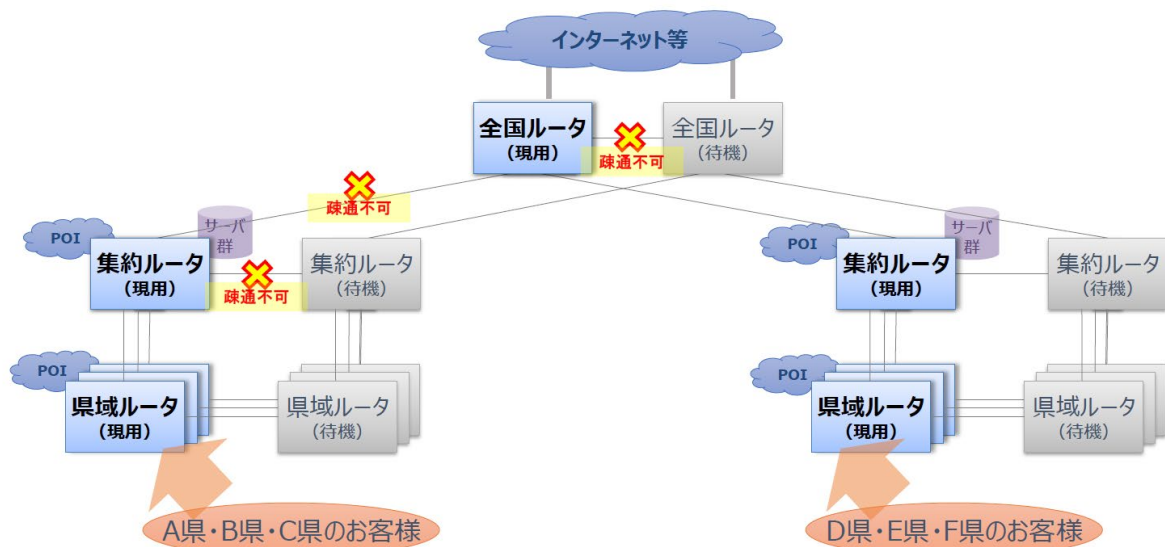 インターネット等
全国ルータ
(現用)
疎通不可
全国ルータ
(待機)
疎通不可
POI
サーバ
群
集約ルータ
(現用)
疎通不可
集約ルータ
(待機)
POI
サーバ
群
集約ルータ
(現用)
集約ルータ
(待機)
POI
県域ルータ
(現用)
県域ルータ
(待機)
POI
県域ルータ
(現用)
県域ルータ
(待機)
A県・B県・C県のお客様
D県・E県・F県のお客様